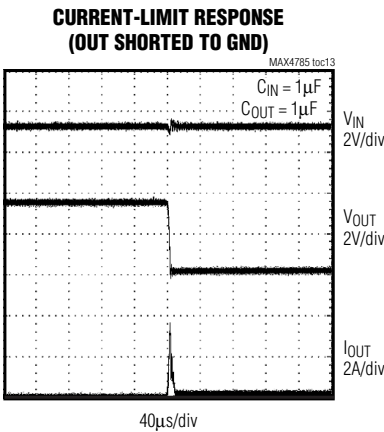 CURRENT-LIMIT RESPONSE
(OUT SHORTED TO GND)
MAX4785 toc13
CIN = 1µF
COUT = 1µF
VIN
2V/div
VOUT
2V/div
IOUT
2A/div
40µs/div